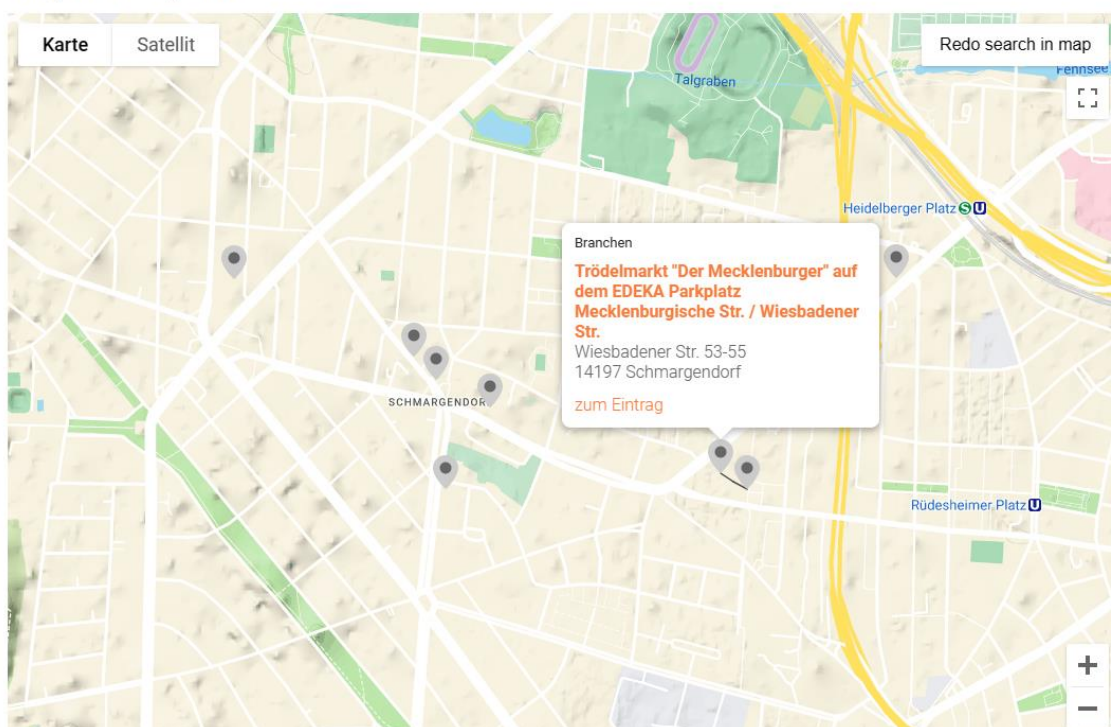 Karte
Satellit
Redo search in map
Talgraben
Fennsee
Heidelberger Platz S U
Branchen
Trödelmarkt "Der Mecklenburger" auf
dem EDEKA Parkplatz
Mecklenburgische Str. / Wiesbadener
Str.
Wiesbadener Str. 53-55
14197 Schmargendorf
zum Eintrag
SCHMARGENDOR
Rüdesheimer Platz U